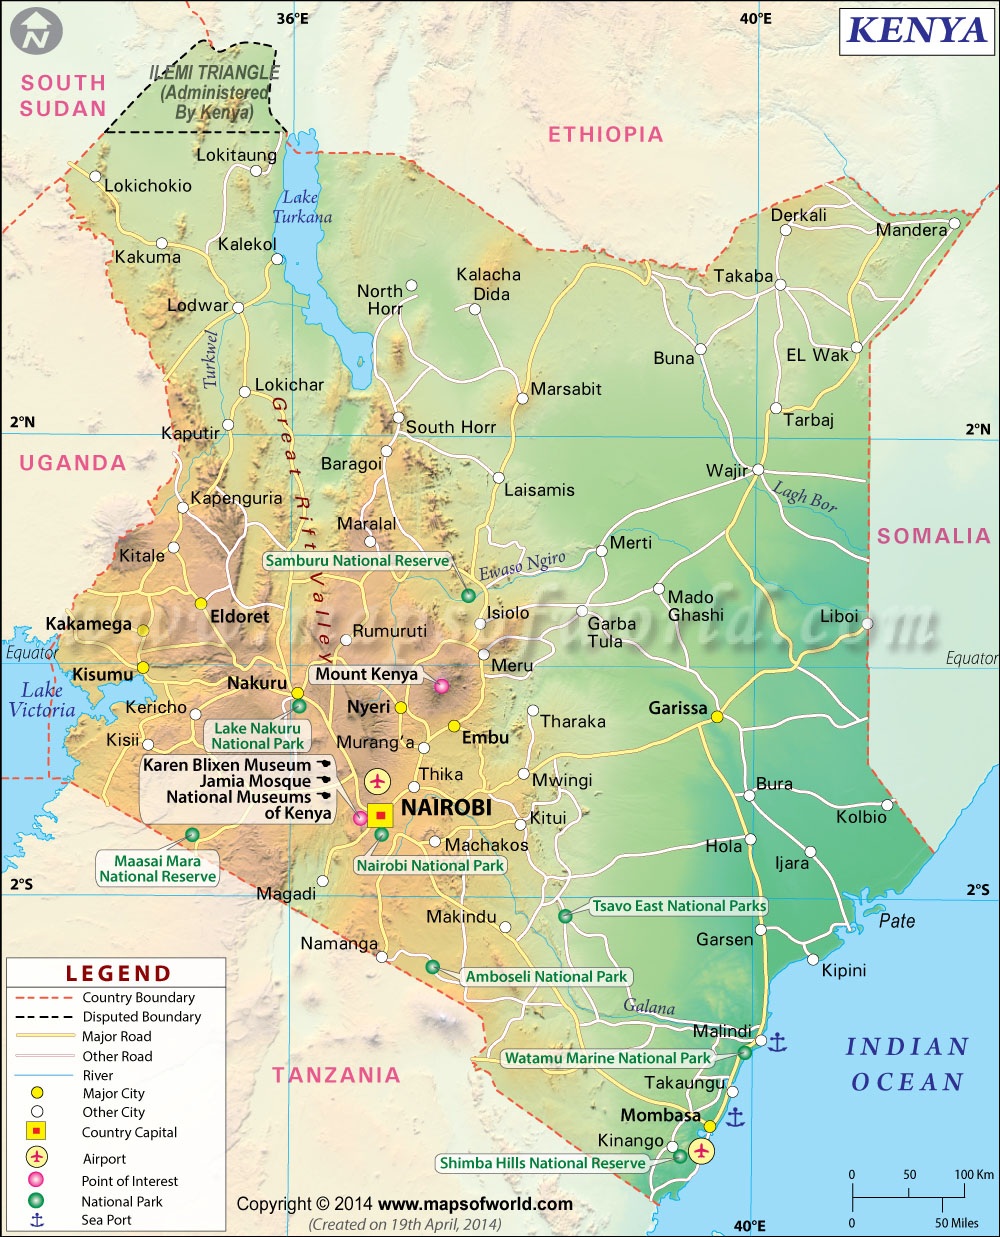 36°E
40°E
KENYA
N
SOUTH
SUDAN
ILEMI TRIANGLE
(Administered
By Kenya)
ETHIOPIA
Lokitaung
Lokichokio
Lake
Turkana
Derkali
Mandera
Kakuma
Kalekol
Kalacha
Dida
Takaba
North
Horr
Lodwar
Turkwel
Buna
EL Wak
Lokichar
Marsabit
Great Rift Valley
Tarbaj
2°N
2°N
Kaputir
South Horr
UGANDA
Baragoi
Wajir
Laisamis
Lagh Bor
Kapenguria
Maralal
SOMALIA
Kitale
Merti
Samburu National Reserve
Ewaso Ngiro
Mado
Ghashi
Eldoret
Isiolo
Garba
Tula
Liboi
www.mapsofworld.com
Kakamega
Rumuruti
Equator
Equator
Meru
Kisumu
Mount Kenya
Lake
Victoria
Nakuru
Kericho
Nyeri
Garissa
Tharaka
Lake Nakuru
National Park
Kisii
Embu
Murang'a
Karen Blixen Museum
Jamia Mosque
National Museums
of Kenya
Thika
Mwingi
Bura
NAIROBI
Kolbio
Kitui
Maasai Mara
National Reserve
Nairobi National Park
Machakos
Hola
Ijara
2°S
2°S
Magadi
Tsavo East National Parks
Makindu
Pate
Garsen
Namanga
Kipini
Amboseli National Park
Galana
Malindi
Watamu Marine National Park
INDIAN
OCEAN
TANZANIA
Takaungu
Mombasa
Kinango
Shimba Hills National Reserve
LEGEND
Country Boundary
Disputed Boundary
Major Road
Other Road
River
Major City
Other City
Country Capital
Airport
Point of Interest
National Park
Sea Port
0 50 100 Km
0 50 Miles
Copyright © 2014 www.mapsofworld.com
(Created on 19th April, 2014)
40°E